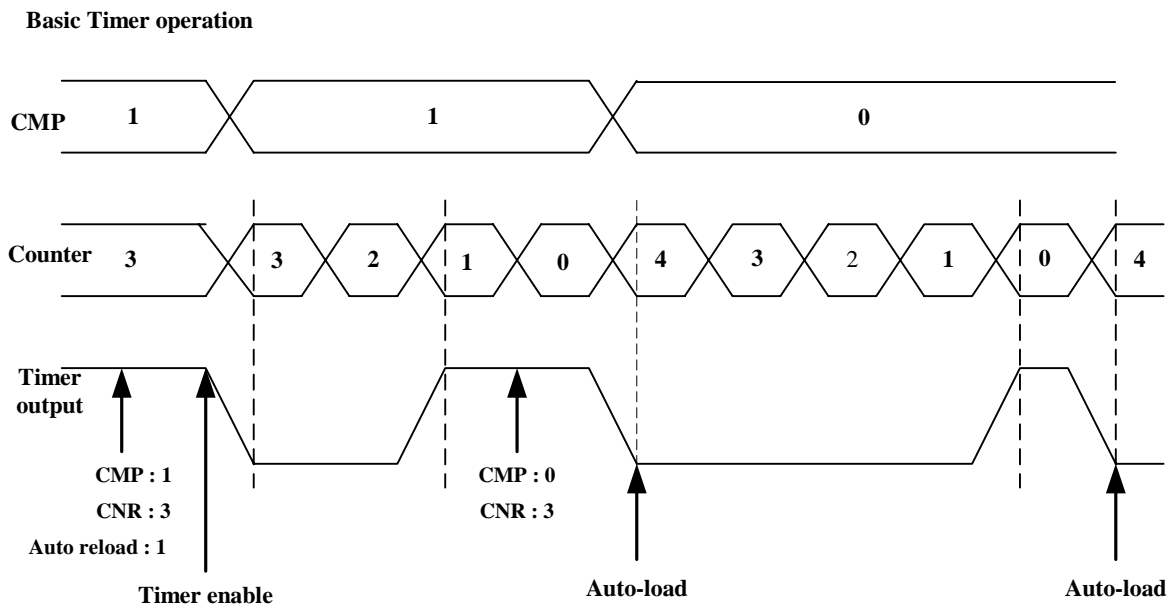 Basic Timer operation
CMP 1 1 0
Counter 3 3 2 1 0 4 3 2 1 0 4
Timer
output
CMP : 1 CMP : 0
CNR : 3 CNR : 3
Auto reload : 1
Timer enable Auto-load Auto-load